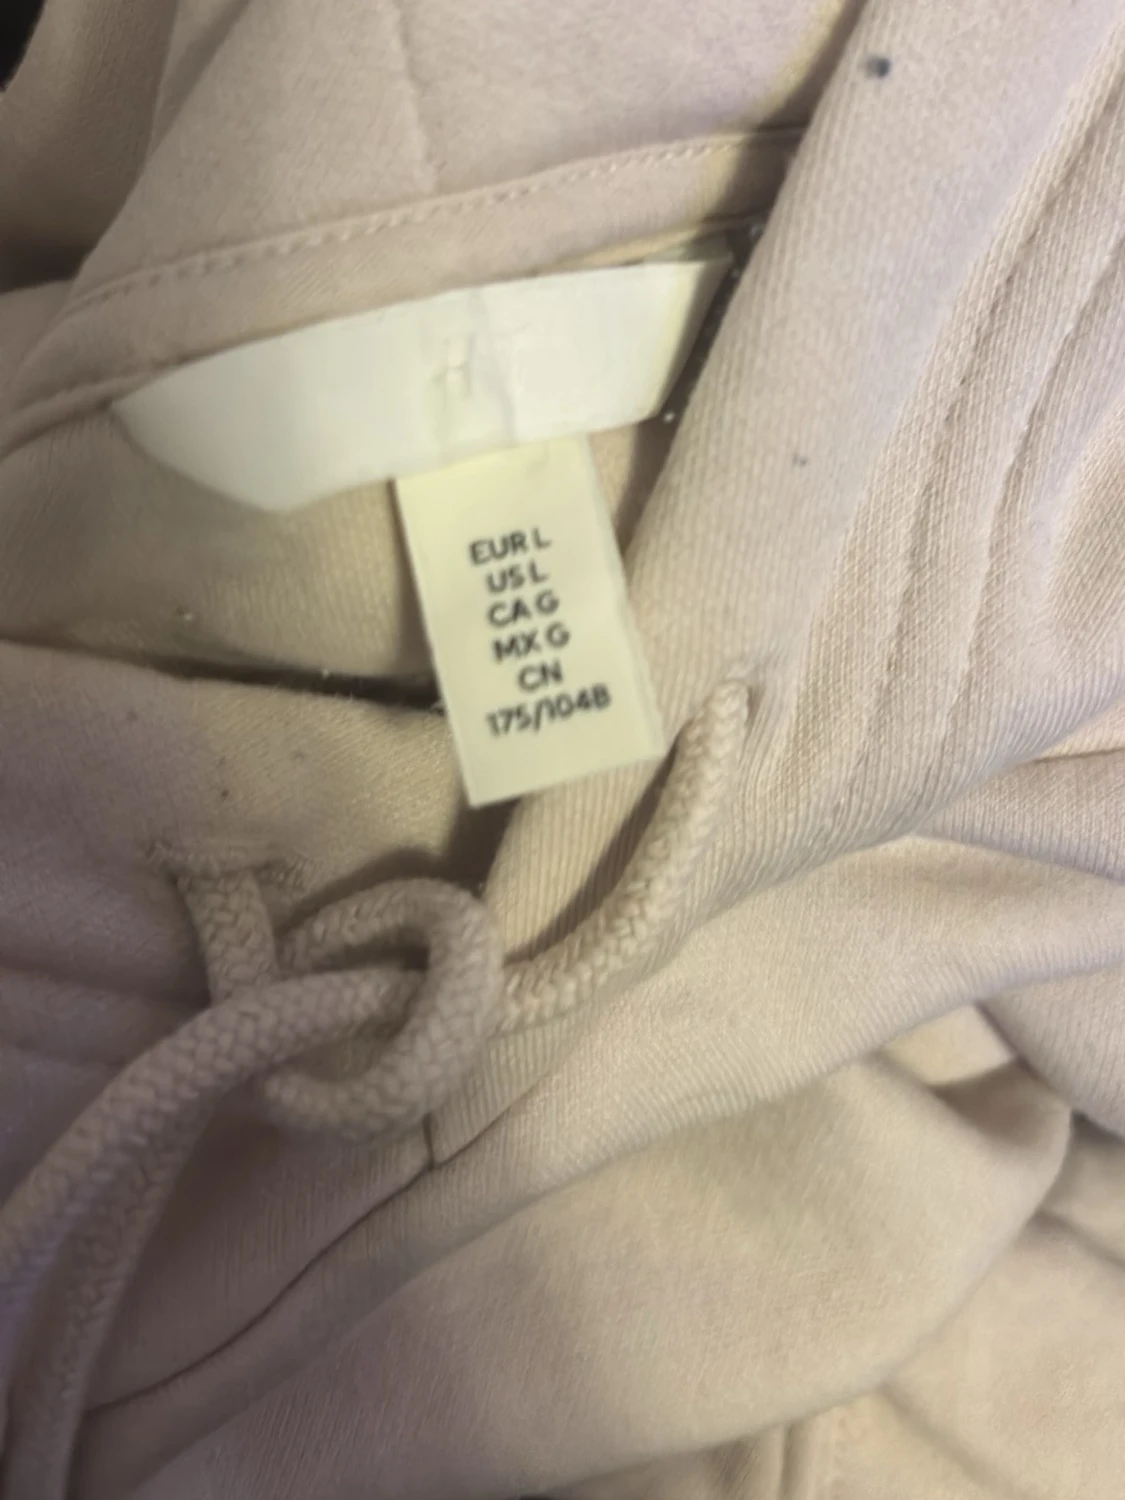 EUR L
US L
CA G
MX G
CN
175/104B